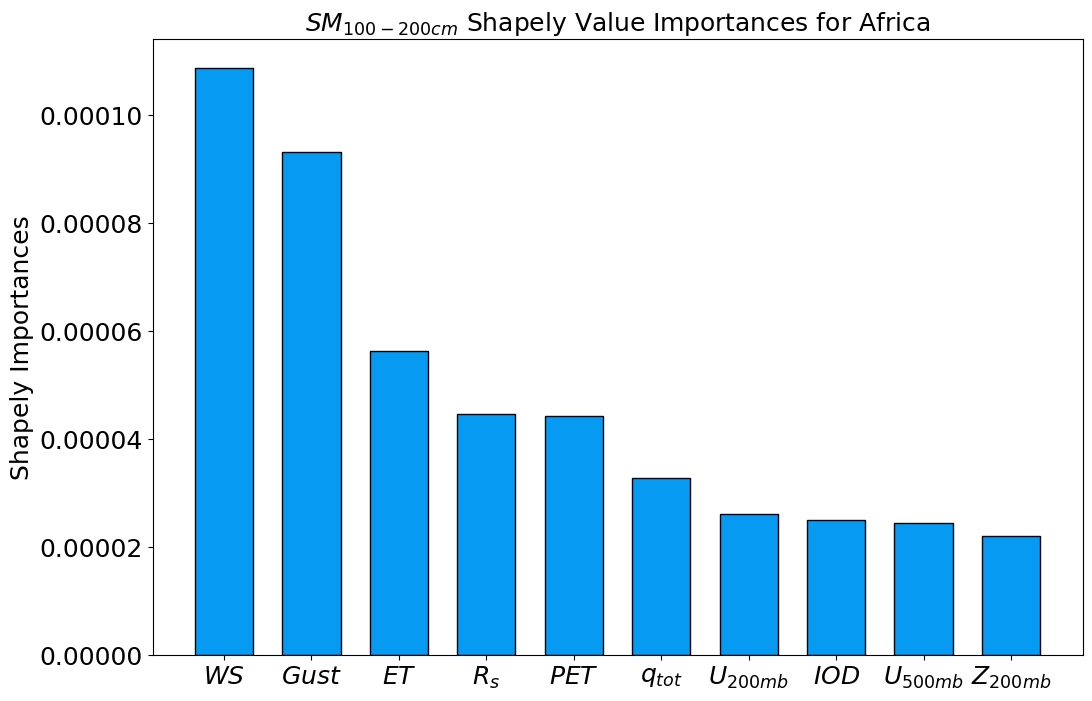 SM100-200cm Shapely Value Importances for Africa
Shapely Importances
0.00010
0.00008
0.00006
0.00004
0.00002
0.00000
WS Gust ET Rs PET qtot U200mb IOD U500mb Z200mb